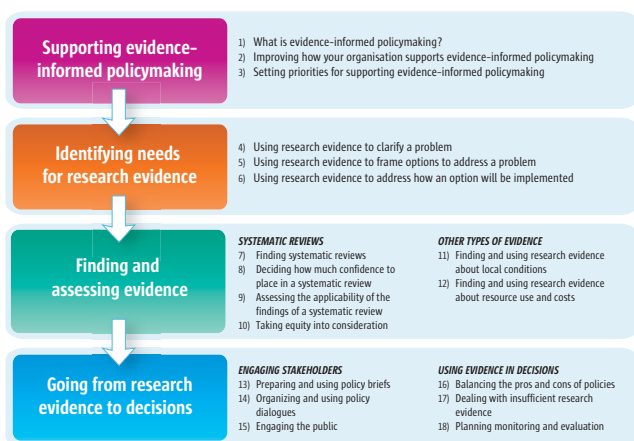 Supporting evidence-
informed policymaking
1) What is evidence-informed policymaking?
2) Improving how your organisation supports evidence-informed policymaking
3) Setting priorities for supporting evidence-informed policymaking
Identifying needs
for research evidence
4) Using research evidence to clarify a problem
5) Using research evidence to frame options to address a problem
6) Using research evidence to address how an option will be implemented
Finding and
assessing evidence
SYSTEMATIC REVIEWS
7) Finding systematic reviews
8) Deciding how much confidence to
place in a systematic review
9) Assessing the applicability of the
findings of a systematic review
10) Taking equity into consideration
OTHER TYPES OF EVIDENCE
11) Finding and using research evidence
about local conditions
12) Finding and using research evidence
about resource use and costs
Going from research
evidence to decisions
ENGAGING STAKEHOLDERS
13) Preparing and using policy briefs
14) Organizing and using policy
dialogues
15) Engaging the public
USING EVIDENCE IN DECISIONS
16) Balancing the pros and cons of policies
17) Dealing with insufficient research
evidence
18) Planning monitoring and evaluation